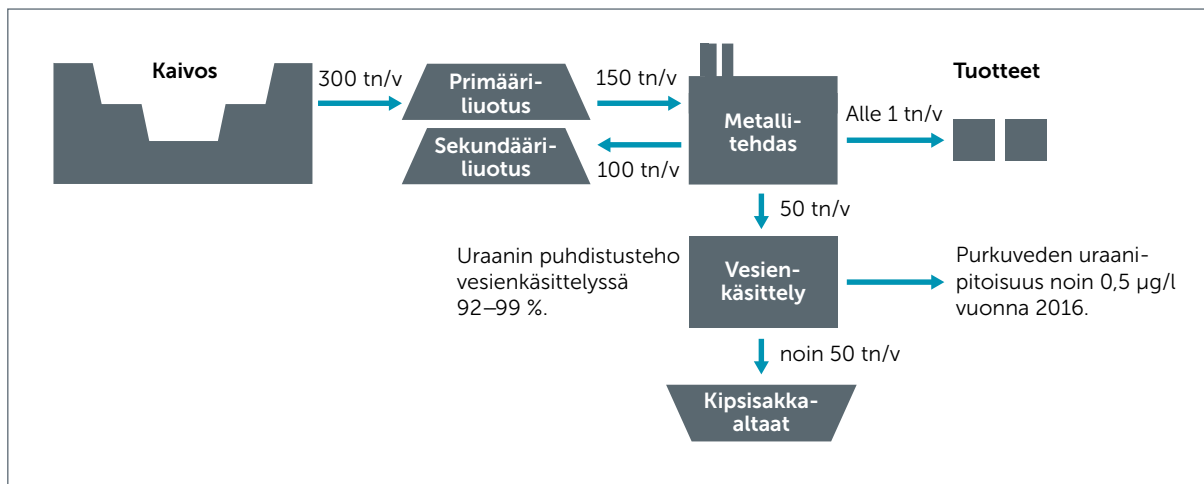 Kaivos
300 tn/v
Primääri-
liuotus
150 tn/v
Metalli-
tehdas
Tuotteet
Alle 1 tn/v
Sekundääri-
liuotus
100 tn/v
50 tn/v
Uraanin puhdistusteho
vesienkäsittelyssä
92–99 %.
Vesien-
käsittely
Purkuveden uraani-
pitoisuus noin 0,5 µg/l
vuonna 2016.
noin 50 tn/v
Kipsisakka-
altaat